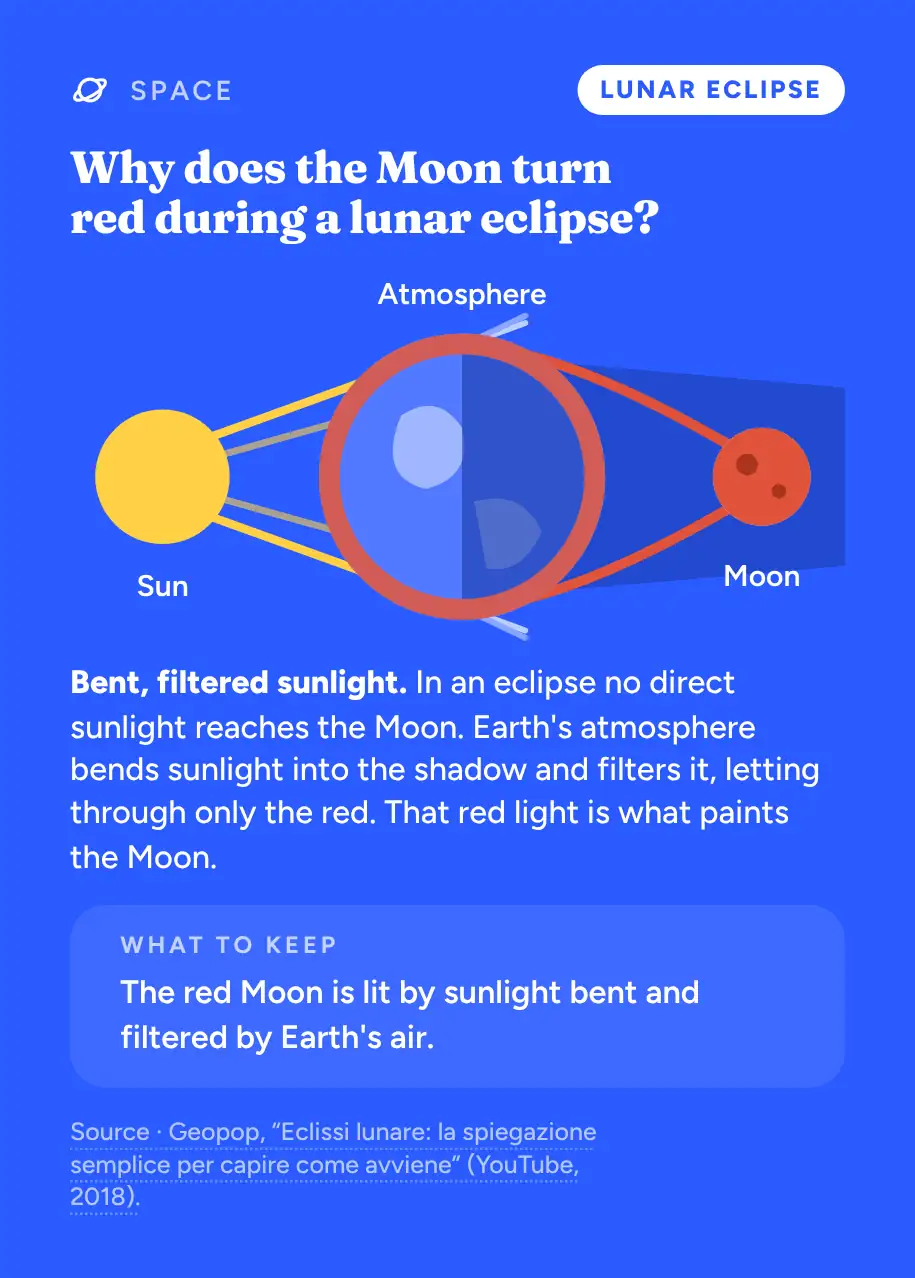 SPACE
LUNAR ECLIPSE
Why does the Moon turn
red during a lunar eclipse?
Atmosphere
Sun
Moon
Bent, filtered sunlight. In an eclipse no direct
sunlight reaches the Moon. Earth's atmosphere
bends sunlight into the shadow and filters it, letting
through only the red. That red light is what paints
the Moon.
WHAT TO KEEP
The red Moon is lit by sunlight bent and
filtered by Earth's air.
Source · Geopop, “Eclissi lunare: la spiegazione
semplice per capire come avviene” (YouTube,
2018).